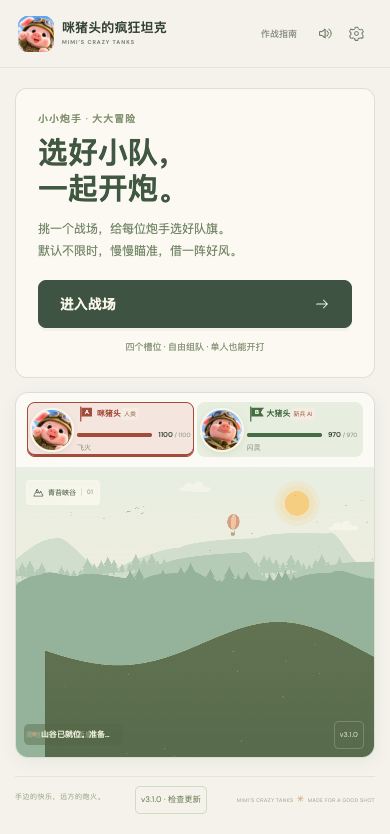 咪猪头的疯狂坦克
MIMI'S CRAZY TANKS
作战指南
小小炮手 · 大大冒险
选好小队，
一起开炮。
挑一个战场，给每位炮手选好队旗。
默认不限时，慢慢瞄准，借一阵好风。
进入战场 →
四个槽位 · 自由组队 · 单人也能开打
A 咪猪头 人类
1100 / 1100
飞火
B 大猪头 新兵 AI
970 / 970
闪灵
青苔峡谷 | 01
山谷已就位，准备…
v3.1.0
手边的快乐，远方的炮火。
v3.1.0 · 检查更新
MIMI'S CRAZY TANKS ☀ MADE FOR A GOOD SHOT